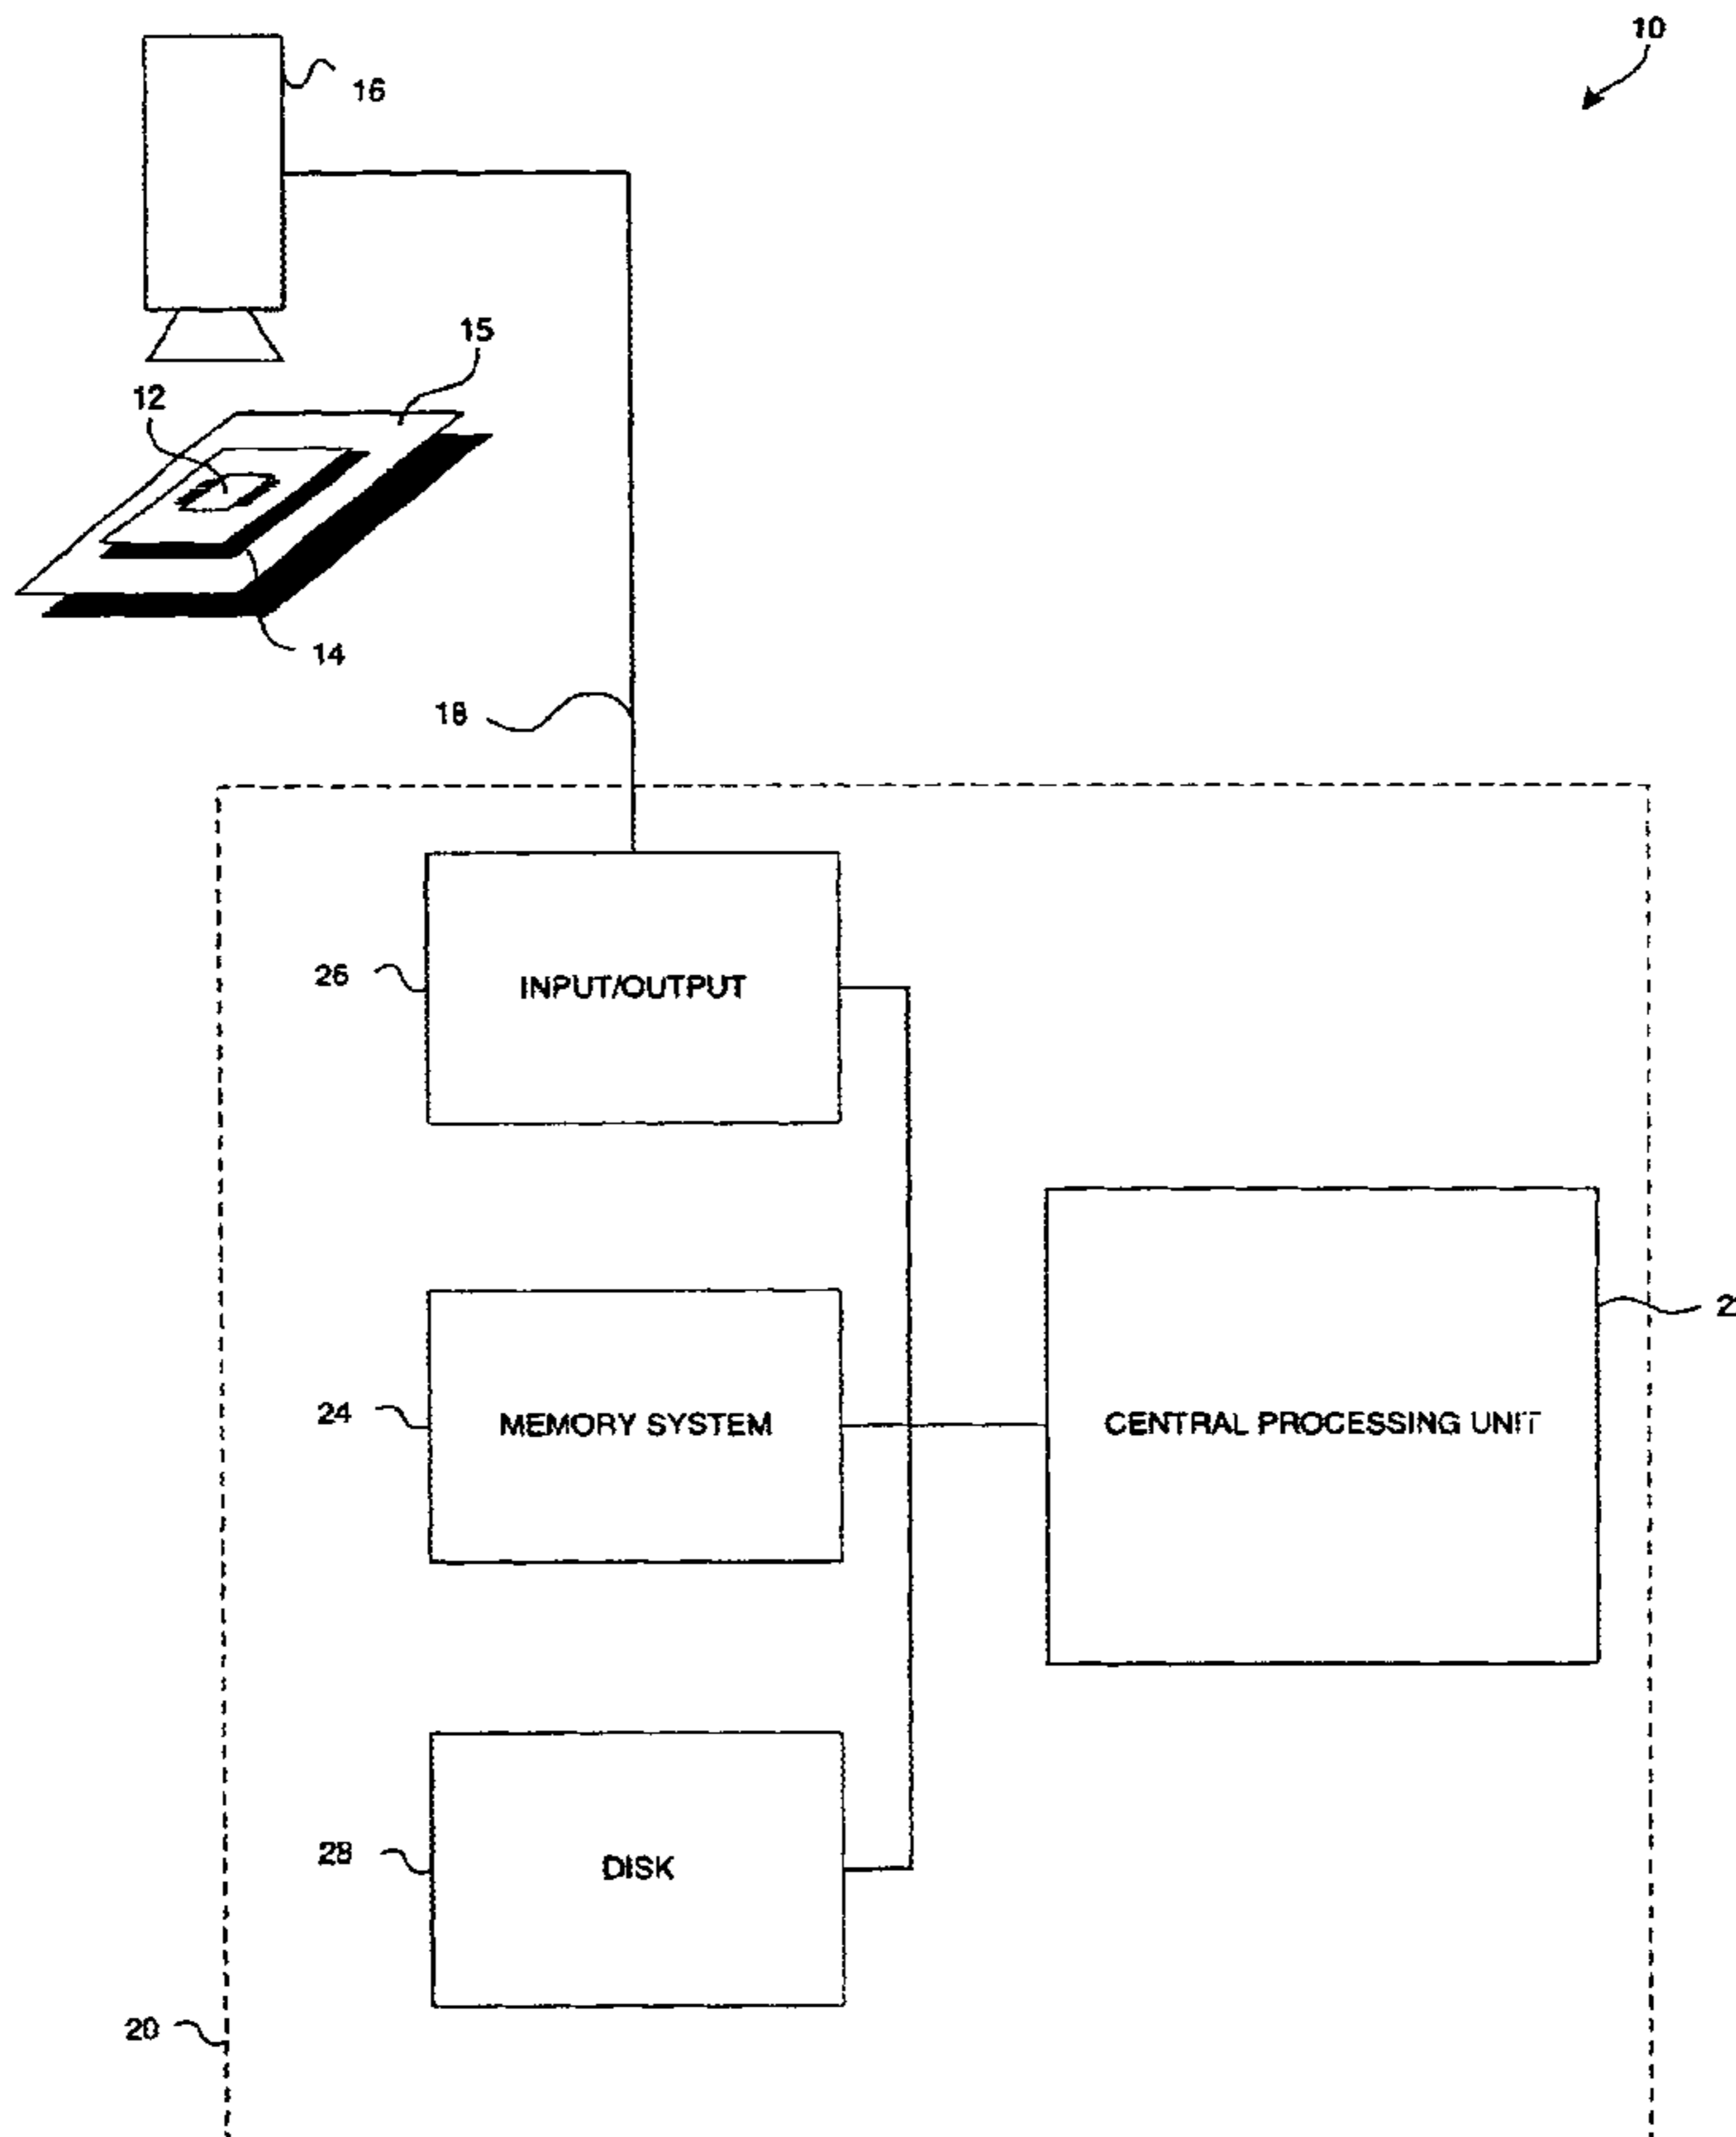 10
16
15
12
14
18
26
INPUT/OUTPUT
24
MEMORY SYSTEM
CENTRAL PROCESSING UNIT
28
DISK
20